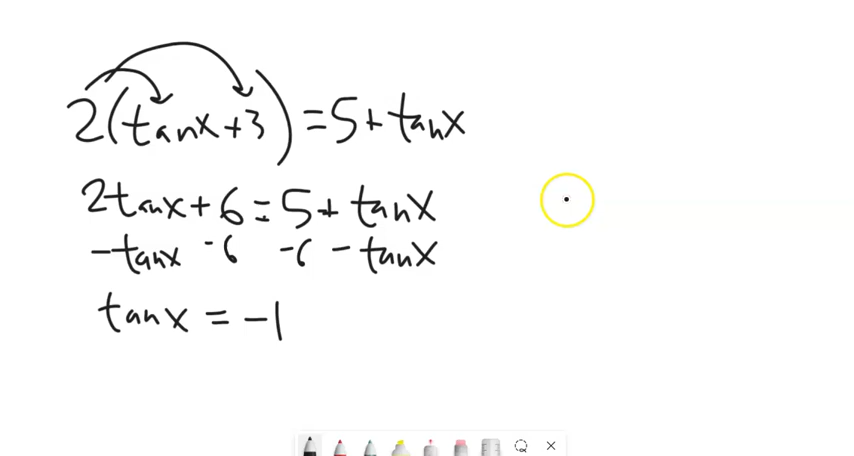 2(tanx+3)=5+tanx
2tanx+6=5+tanx
-tanx -6 -6 -tanx
tanx=-1